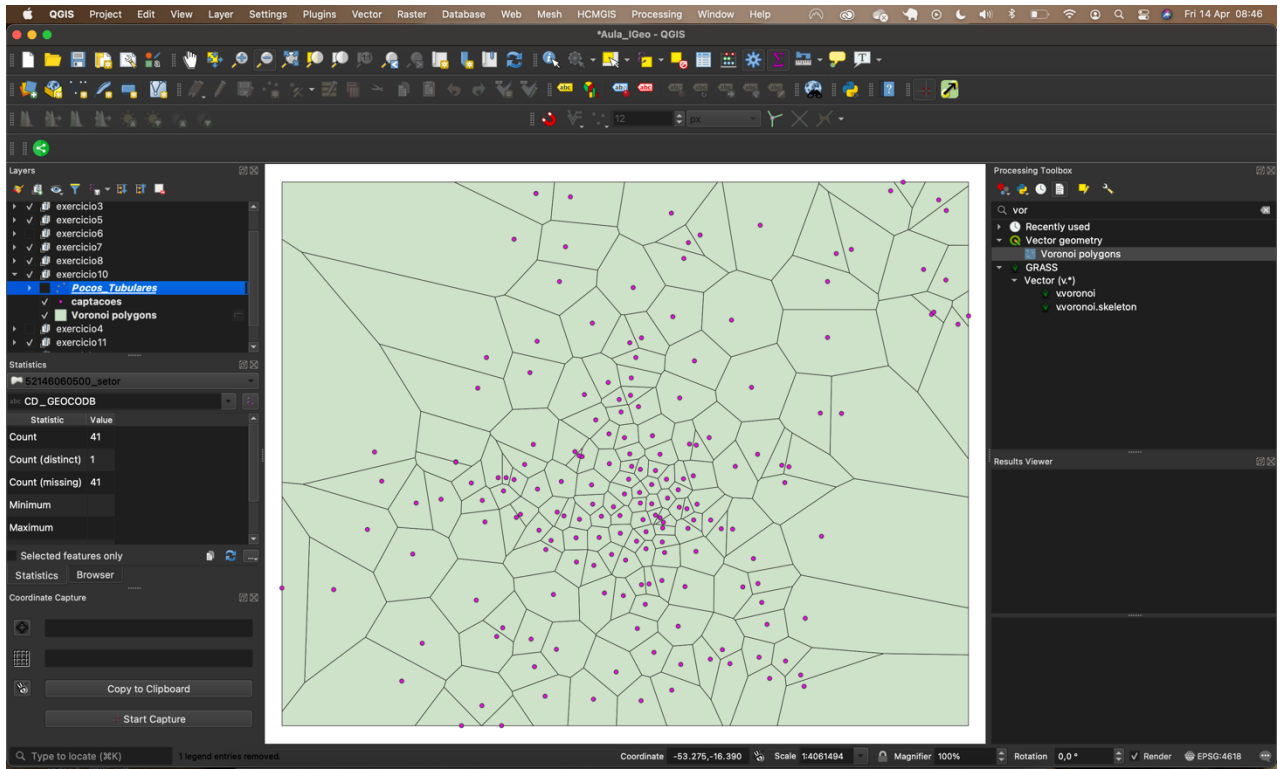 QGIS Project Edit View Layer Settings Plugins Vector Raster Database Web Mesh HCMGIS Processing Window Help Fri 14 Apr 08:46
*Aula_IGeo - QGIS
abc abc abc
12 px
Layers
exercicio3
exercicio5
exercicio6
exercicio7
exercicio8
exercicio10
Pocos_Tubulares
captacoes
Voronoi polygons
exercicio4
exercicio11
Statistics
52146060500_setor
abc CD_GEOCODB
Statistic Value
Count 41
Count (distinct) 1
Count (missing) 41
Minimum
Maximum
Selected features only
Statistics Browser
Coordinate Capture
Copy to Clipboard
Start Capture
Processing Toolbox
vor
Recently used
Vector geometry
Voronoi polygons
GRASS
Vector (v.*)
v.voronoi
v.voronoi.skeleton
Results Viewer
Type to locate (⌘K) 1 legend entries removed. Coordinate -53.275,-16.390 Scale 1:4061494 Magnifier 100% Rotation 0,0 ° Render EPSG:4618